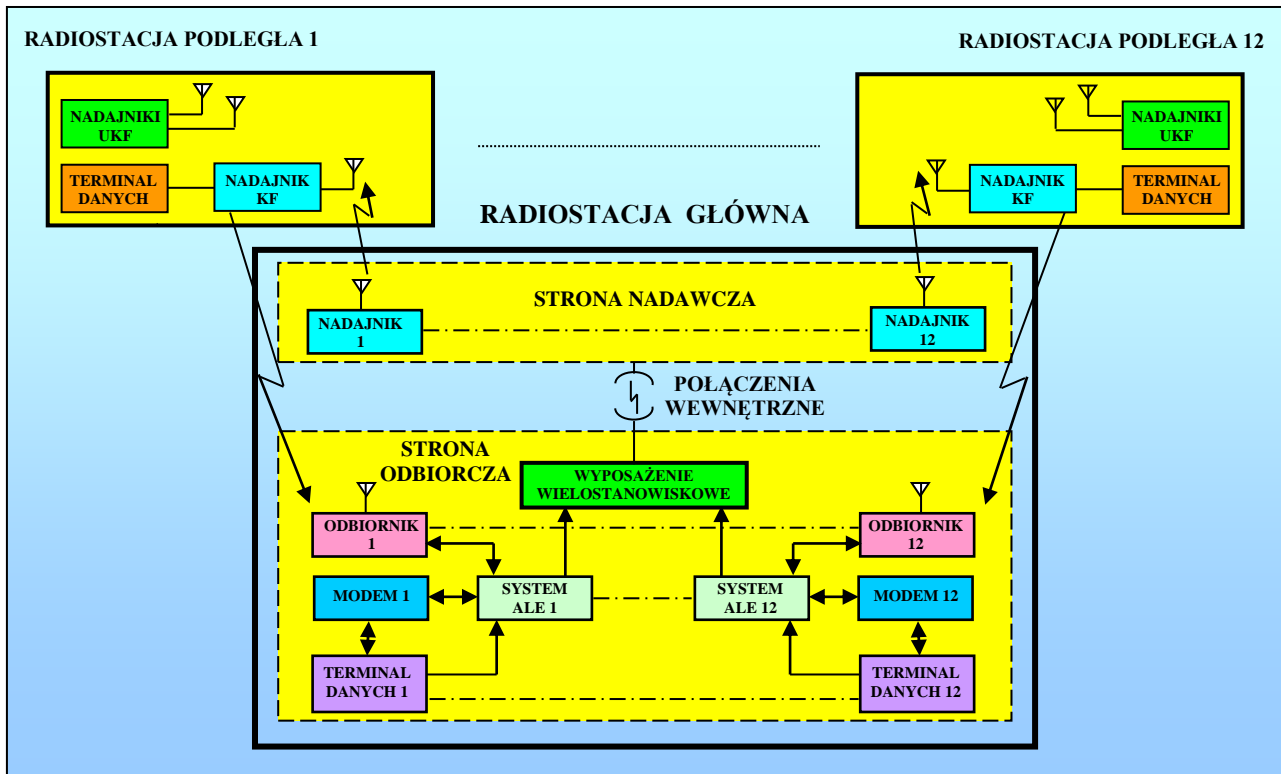 RADIOSTACJA PODLEGŁA 1
RADIOSTACJA PODLEGŁA 12
NADAJNIKI
UKF
TERMINAL
DANYCH
NADAJNIK
KF
NADAJNIKI
UKF
NADAJNIK
KF
TERMINAL
DANYCH
RADIOSTACJA GŁÓWNA
STRONA NADAWCZA
NADAJNIK
1
NADAJNIK
12
POŁĄCZENIA
WEWNĘTRZNE
STRONA
ODBIORCZA
WYPOSAŻENIE
WIELOSTANOWISKOWE
ODBIORNIK
1
ODBIORNIK
12
MODEM 1
SYSTEM
ALE 1
SYSTEM
ALE 12
MODEM 12
TERMINAL
DANYCH 1
TERMINAL
DANYCH 12